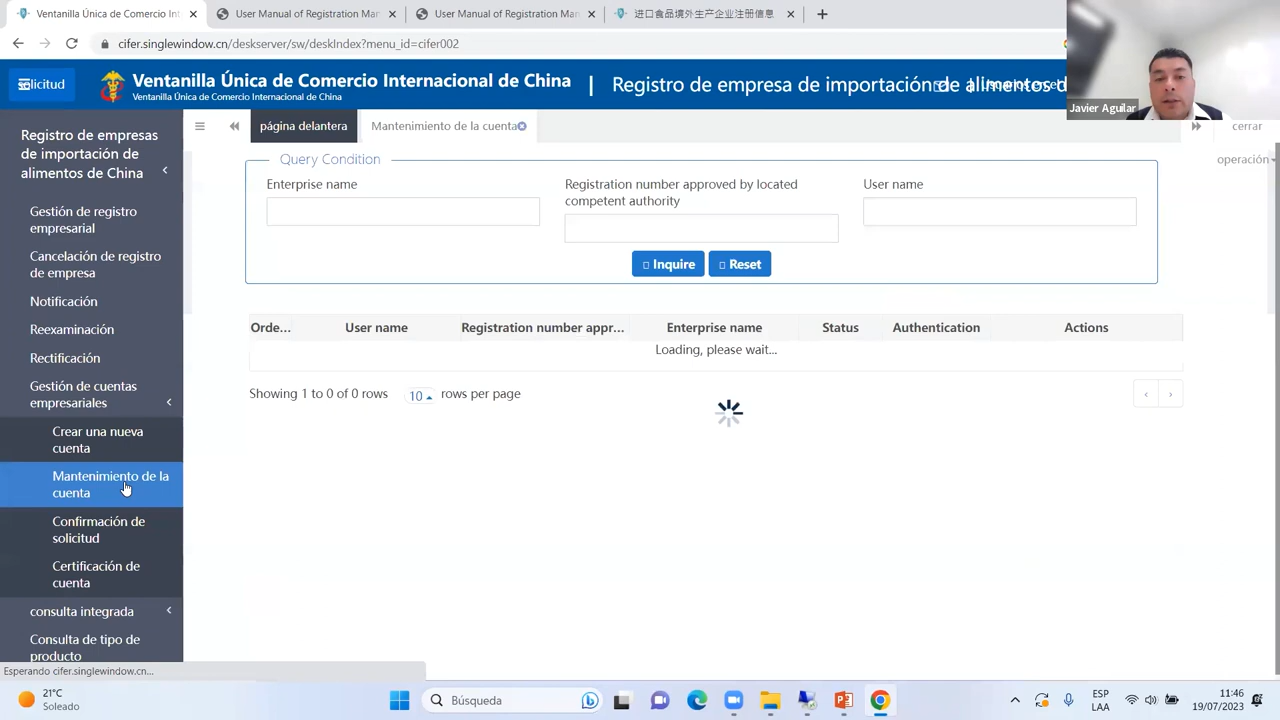 Ventanilla Única de Comercio Int
User Manual of Registration Man
User Manual of Registration Man
进口食品境外生产企业注册信息
cifer.singlewindow.cn/deskserver/sw/deskIndex?menu_id=cifer002
Javier Aguilar
Solicitud
Ventanilla Única de Comercio Internacional de China
Ventanilla Única de Comercio Internacional de China
| Registro de empresa de importación de alimentos d
Registro de empresas
de importación de
alimentos de China
Gestión de registro
empresarial
Cancelación de registro
de empresa
Notificación
Reexaminación
Rectificación
Gestión de cuentas
empresariales
Crear una nueva
cuenta
Mantenimiento de la
cuenta
Confirmación de
solicitud
Certificación de
cuenta
consulta integrada
Consulta de tipo de
producto
página delantera
Mantenimiento de la cuenta
cerrar
operación
Query Condition
Enterprise name
Registration number approved by located
competent authority
User name
Inquire
Reset
Orde... User name Registration number appr... Enterprise name Status Authentication Actions
Loading, please wait...
Showing 1 to 0 of 0 rows 10 rows per page
Esperando cifer.singlewindow.cn...
21°C
Soleado
Búsqueda
ESP
LAA
11:46
19/07/2023